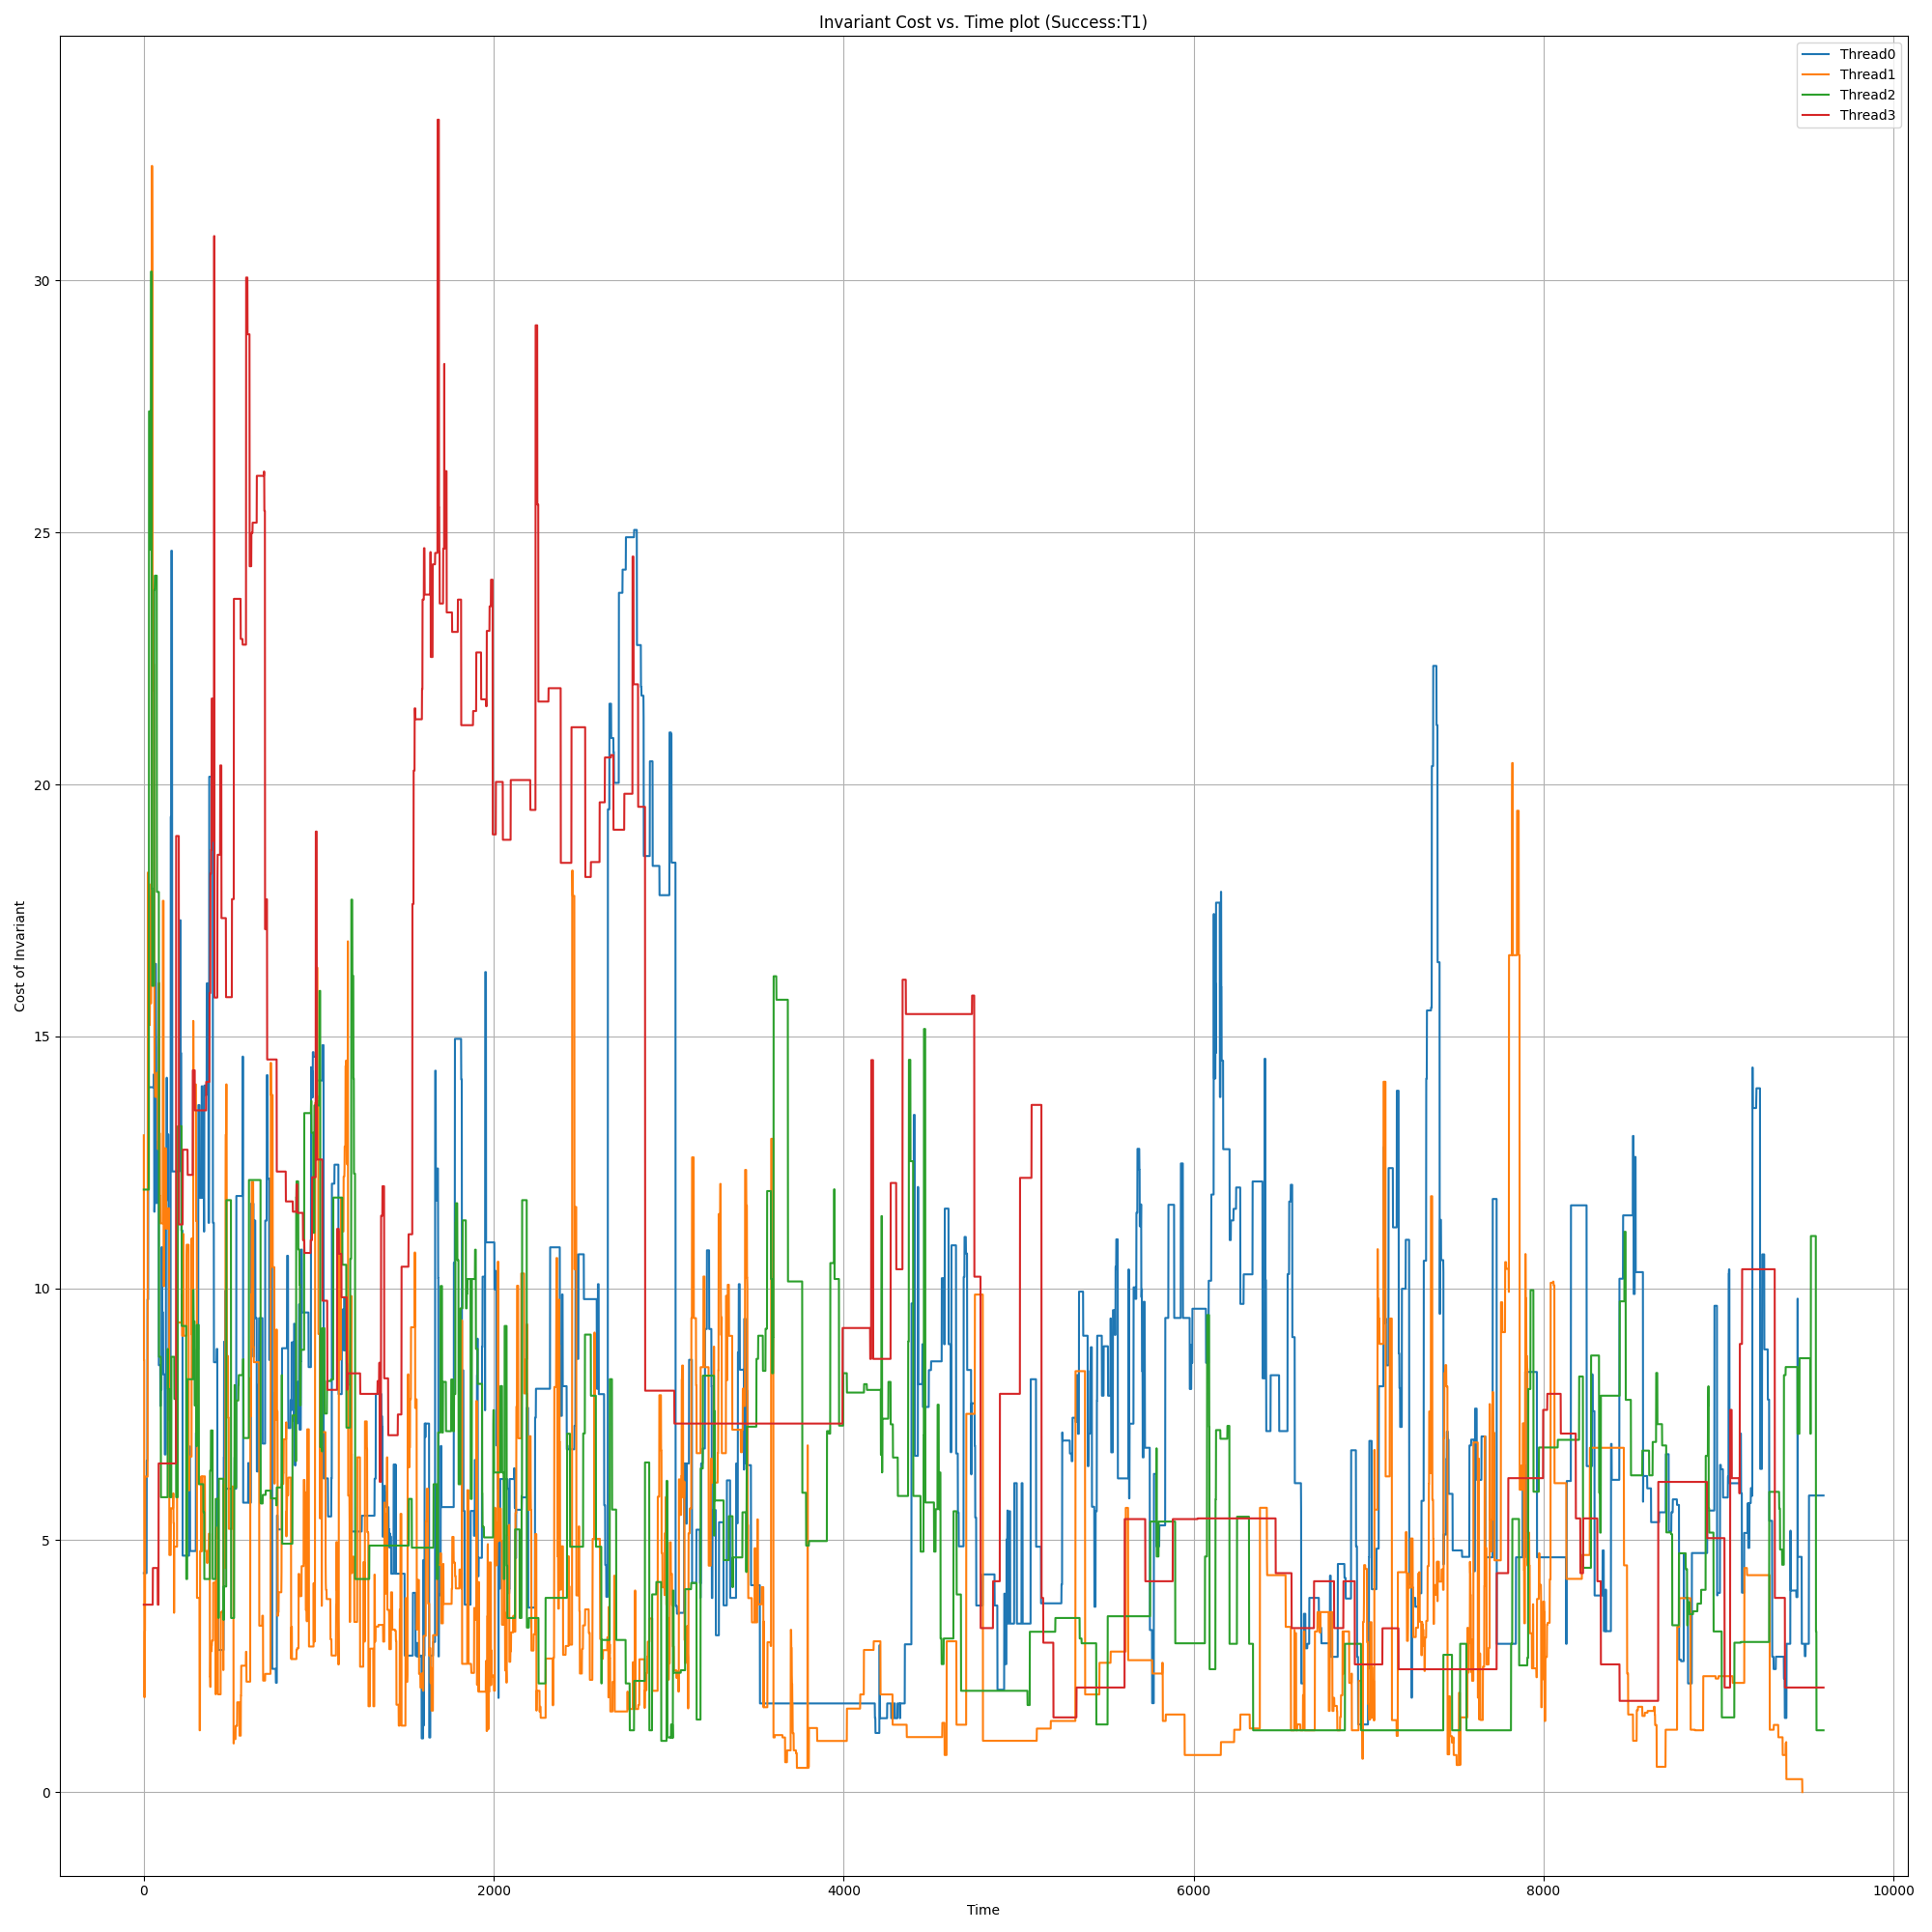 Invariant Cost vs. Time plot (Success:T1)
Thread0
Thread1
Thread2
Thread3
30
25
20
15
10
5
0
Cost of Invariant
0 2000 4000 6000 8000 10000
Time